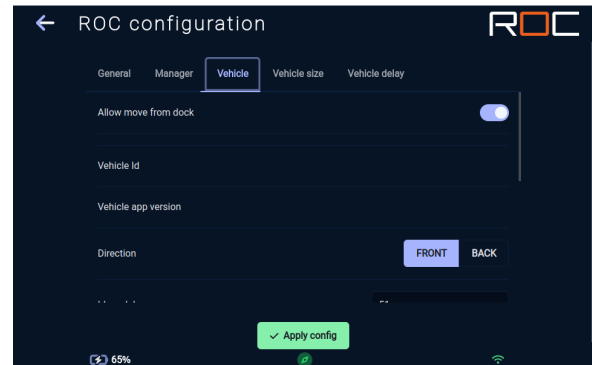 ROC configuration
ROC
General Manager Vehicle Vehicle size Vehicle delay
Allow move from dock
Vehicle Id
Vehicle app version
Direction FRONT BACK
Apply config
65%